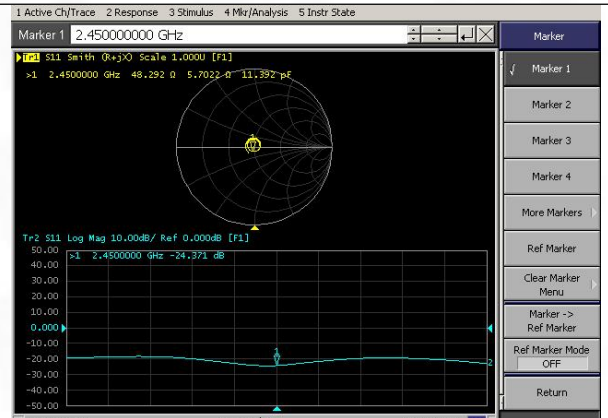 1 Active Ch/Trace 2 Response 3 Stimulus 4 Mkr/Analysis 5 Instr State
Marker 1 2.450000000 GHz
Marker
Tr1 S11 Smith (R+jX) Scale 1.000U [F1]
>1 2.4500000 GHz 48.292 Ω 5.7022 Ω 11.392 pF
1
√ Marker 1
Marker 2
Marker 3
Marker 4
More Markers
Ref Marker
Clear Marker
Menu
Marker ->
Ref Marker
Ref Marker Mode
OFF
Return
Tr2 S11 Log Mag 10.00dB/ Ref 0.000dB [F1]
>1 2.4500000 GHz -24.371 dB
50.00
40.00
30.00
20.00
10.00
0.000
-10.00
-20.00
-30.00
-40.00
-50.00
1
2